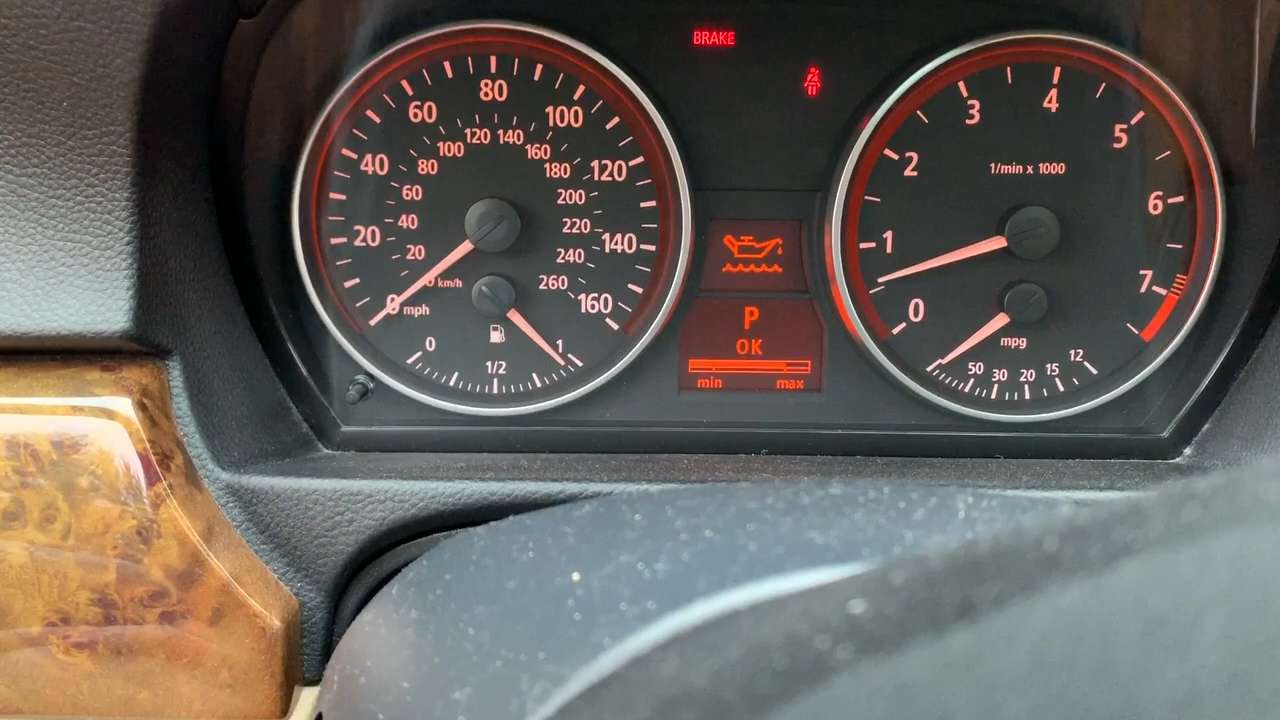 BRAKE
20 40 60 80 100 120 140 160
20 40 60 80 100 120 140 160 180 200 220 240 260
0 km/h
0 mph
0 1/2 1
P
OK
min max
0 1 2 3 4 5 6 7
1/min x 1000
mpg
50 30 20 15 12